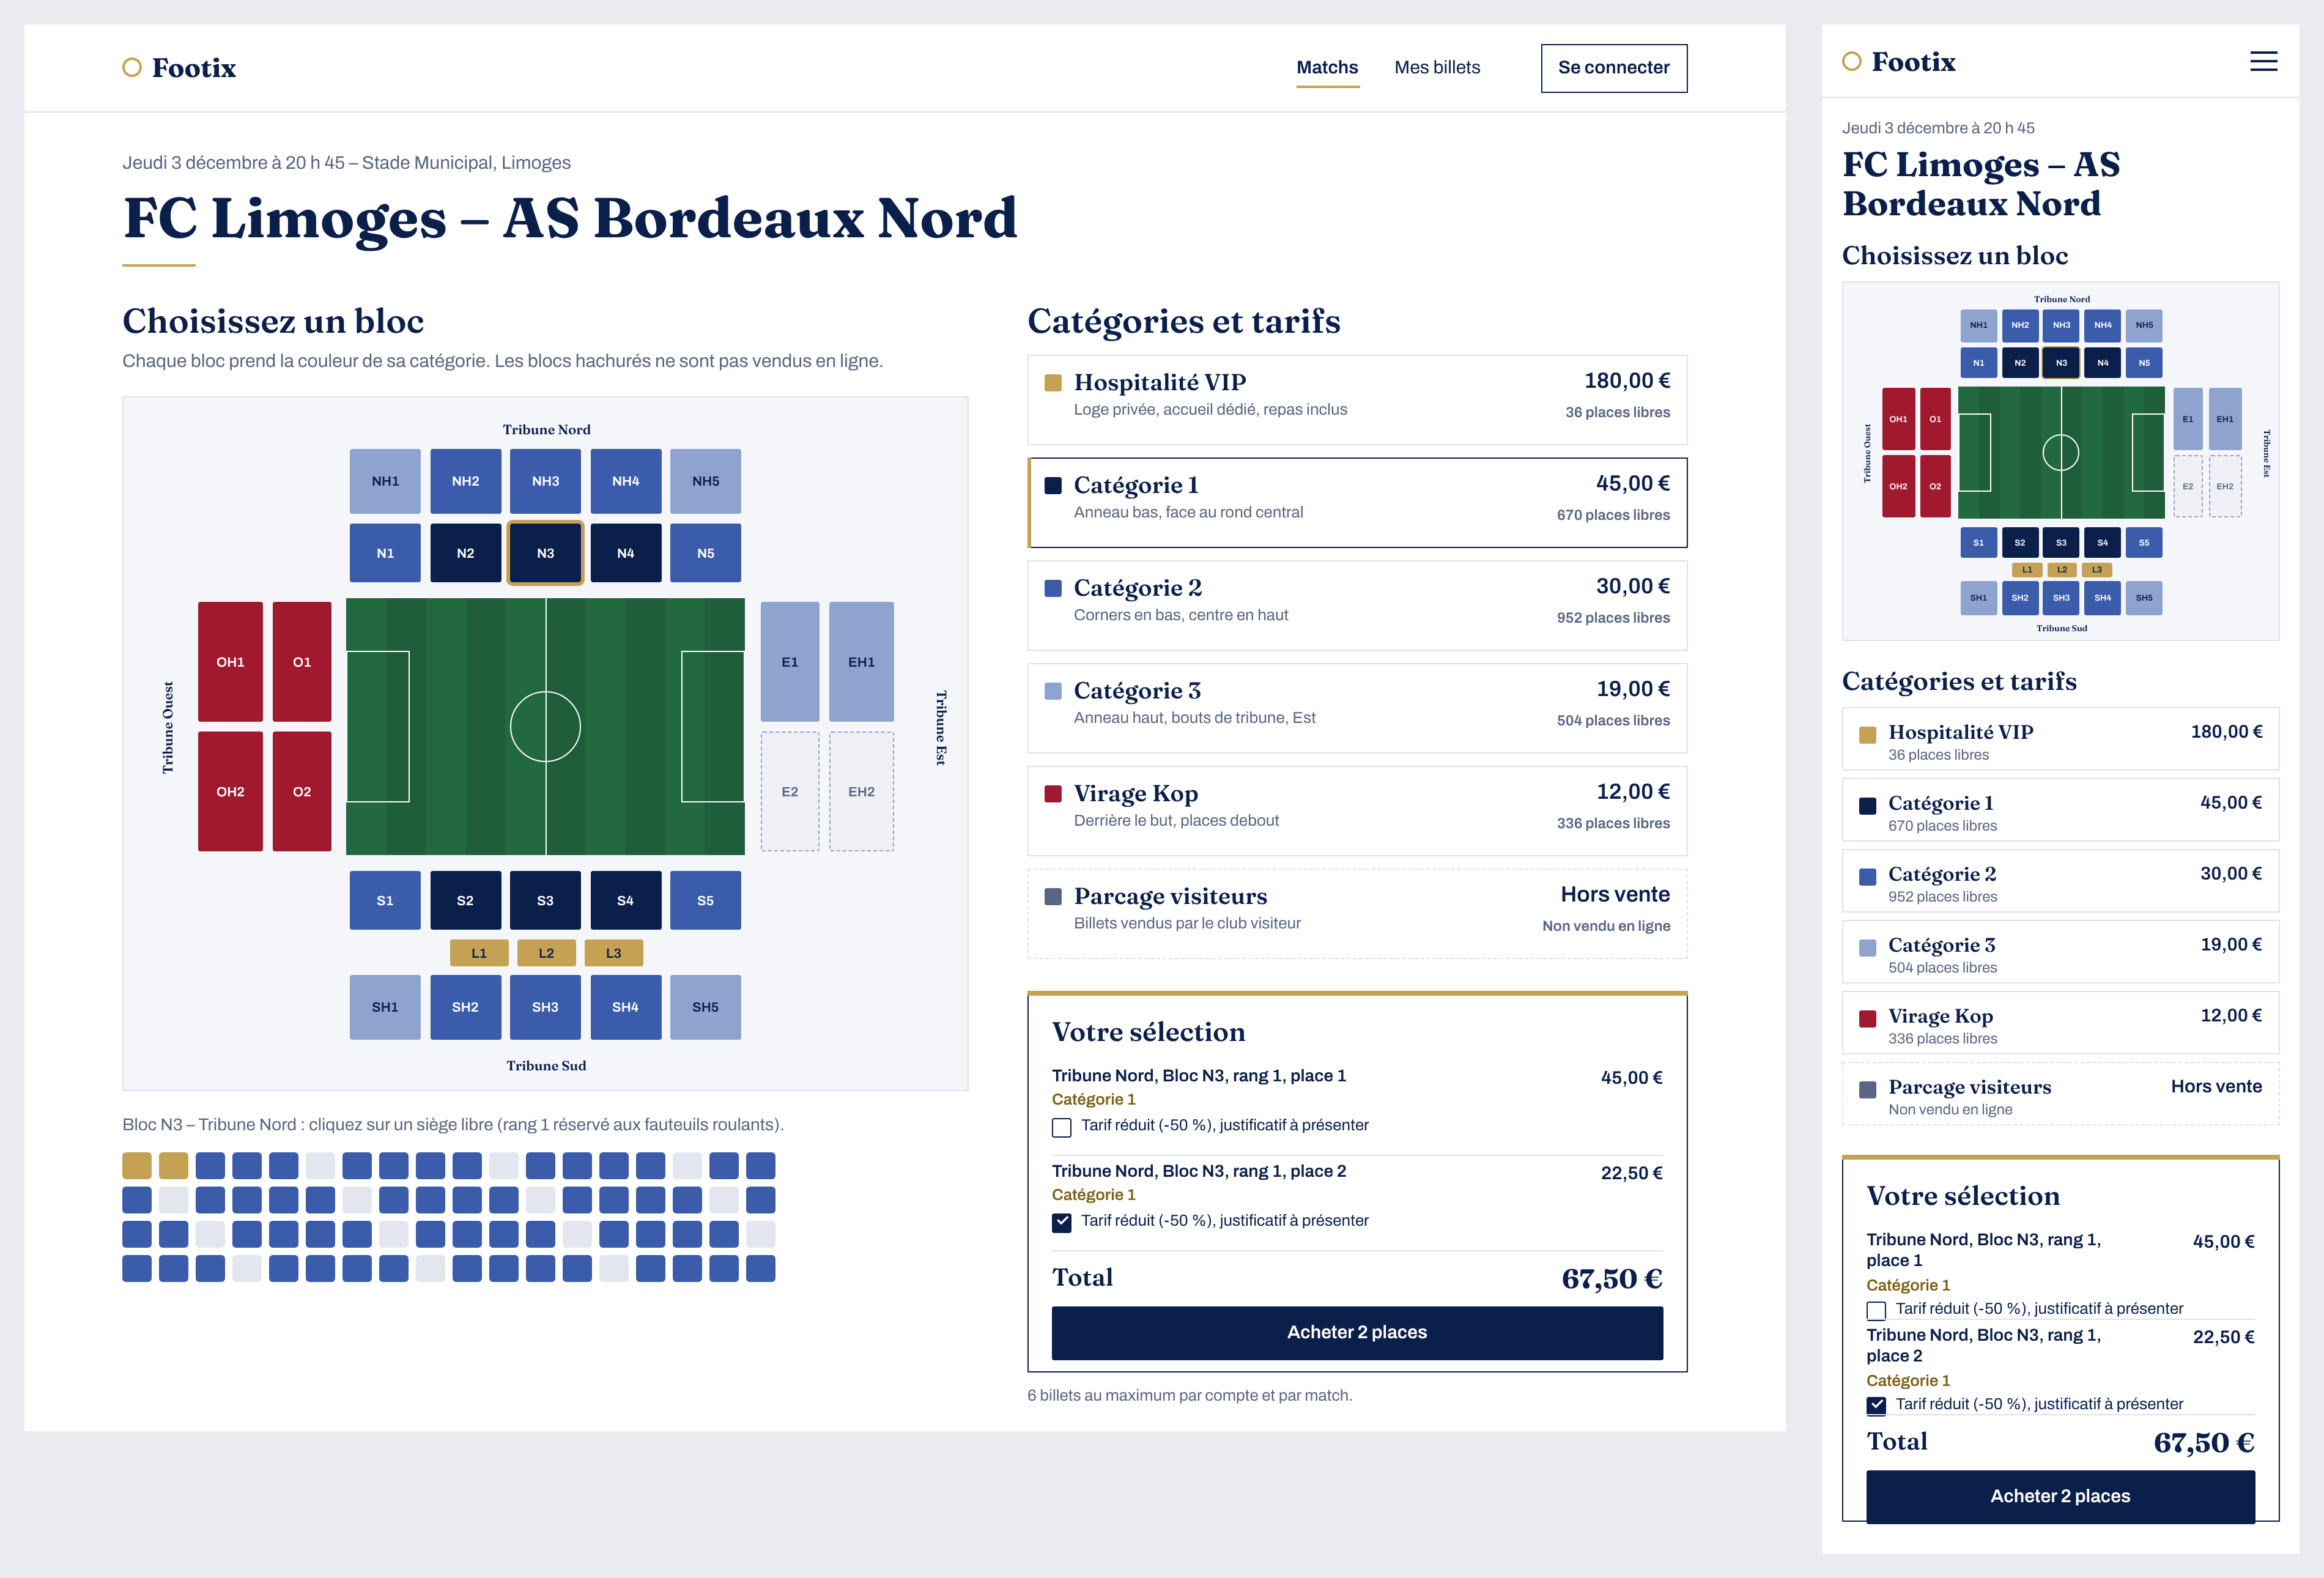 Footix
Matchs
Mes billets
Se connecter
Jeudi 3 décembre à 20 h 45 – Stade Municipal, Limoges
FC Limoges – AS Bordeaux Nord
Choisissez un bloc
Chaque bloc prend la couleur de sa catégorie. Les blocs hachurés ne sont pas vendus en ligne.
Tribune Nord
NH1 NH2 NH3 NH4 NH5
N1 N2 N3 N4 N5
Tribune Ouest
OH1 O1
E1 EH1
OH2 O2
E2 EH2
Tribune Est
S1 S2 S3 S4 S5
L1 L2 L3
SH1 SH2 SH3 SH4 SH5
Tribune Sud
Bloc N3 – Tribune Nord : cliquez sur un siège libre (rang 1 réservé aux fauteuils roulants).
Catégories et tarifs
Hospitalité VIP
180,00 €
Loge privée, accueil dédié, repas inclus
36 places libres
Catégorie 1
45,00 €
Anneau bas, face au rond central
670 places libres
Catégorie 2
30,00 €
Corners en bas, centre en haut
952 places libres
Catégorie 3
19,00 €
Anneau haut, bouts de tribune, Est
504 places libres
Virage Kop
12,00 €
Derrière le but, places debout
336 places libres
Parcage visiteurs
Hors vente
Billets vendus par le club visiteur
Non vendu en ligne
Votre sélection
Tribune Nord, Bloc N3, rang 1, place 1
45,00 €
Catégorie 1
Tarif réduit (-50 %), justificatif à présenter
Tribune Nord, Bloc N3, rang 1, place 2
22,50 €
Catégorie 1
Tarif réduit (-50 %), justificatif à présenter
Total
67,50 €
Acheter 2 places
6 billets au maximum par compte et par match.
Footix
Jeudi 3 décembre à 20 h 45
FC Limoges – AS
Bordeaux Nord
Choisissez un bloc
Tribune Nord
NH1 NH2 NH3 NH4 NH5
N1 N2 N3 N4 N5
Tribune Ouest
OH1 O1
E1 EH1
OH2 O2
E2 EH2
Tribune Est
S1 S2 S3 S4 S5
L1 L2 L3
SH1 SH2 SH3 SH4 SH5
Tribune Sud
Catégories et tarifs
Hospitalité VIP
180,00 €
36 places libres
Catégorie 1
45,00 €
670 places libres
Catégorie 2
30,00 €
952 places libres
Catégorie 3
19,00 €
504 places libres
Virage Kop
12,00 €
336 places libres
Parcage visiteurs
Hors vente
Non vendu en ligne
Votre sélection
Tribune Nord, Bloc N3, rang 1,
place 1
45,00 €
Catégorie 1
Tarif réduit (-50 %), justificatif à présenter
Tribune Nord, Bloc N3, rang 1,
place 2
22,50 €
Catégorie 1
Tarif réduit (-50 %), justificatif à présenter
Total
67,50 €
Acheter 2 places